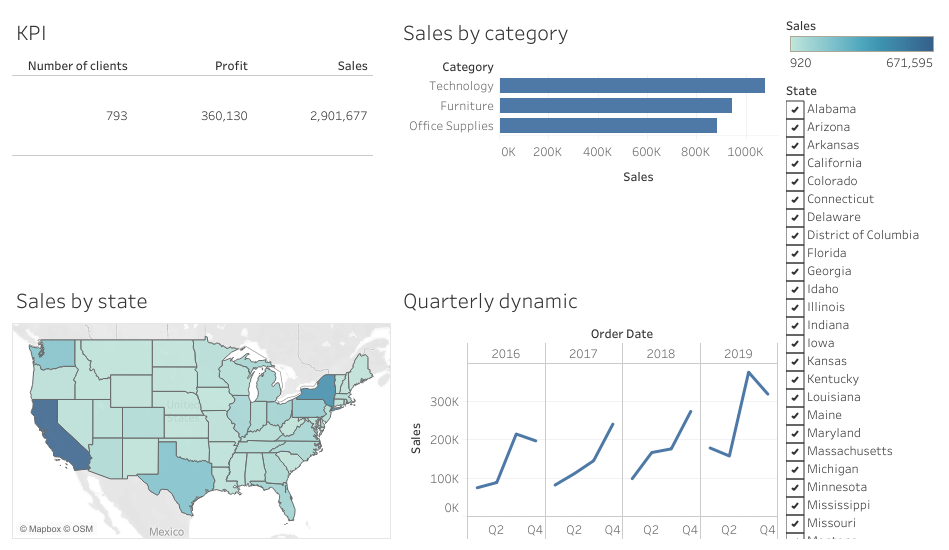 KPI
Number of clients Profit Sales
793 360,130 2,901,677
Sales by category
Category
Technology
Furniture
Office Supplies
0K 200K 400K 600K 800K 1000K
Sales
Sales by state
United States
Mexico
© Mapbox © OSM
Quarterly dynamic
Order Date
2016 2017 2018 2019
Sales
300K
200K
100K
0K
Q2 Q4 Q2 Q4 Q2 Q4 Q2 Q4
Sales
920 671,595
State
Alabama
Arizona
Arkansas
California
Colorado
Connecticut
Delaware
District of Columbia
Florida
Georgia
Idaho
Illinois
Indiana
Iowa
Kansas
Kentucky
Louisiana
Maine
Maryland
Massachusetts
Michigan
Minnesota
Mississippi
Missouri